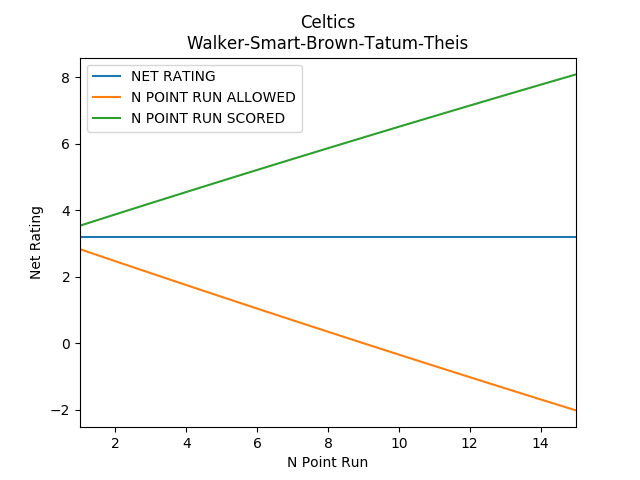 Celtics
Walker-Smart-Brown-Tatum-Theis
NET RATING
N POINT RUN ALLOWED
N POINT RUN SCORED
Net Rating
8
6
4
2
0
−2
2 4 6 8 10 12 14
N Point Run